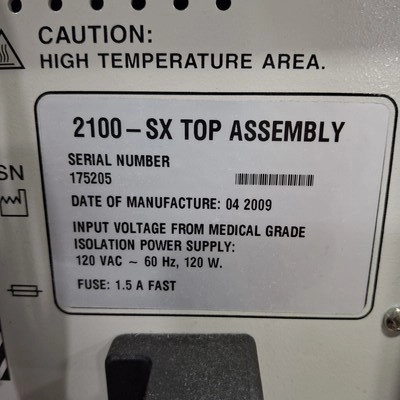 CAUTION:
HIGH TEMPERATURE AREA.
2100-SX TOP ASSEMBLY
SERIAL NUMBER
175205
SN
DATE OF MANUFACTURE: 04 2009
INPUT VOLTAGE FROM MEDICAL GRADE
ISOLATION POWER SUPPLY:
120 VAC ~ 60 Hz, 120 W.
FUSE: 1.5 A FAST